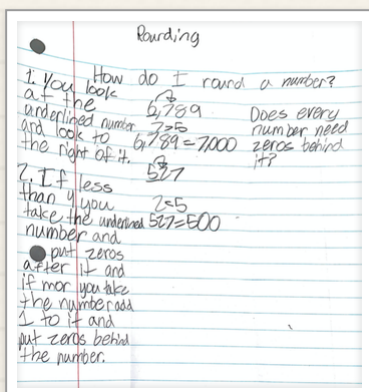 Rounding
How do I round a number?
1. You look
at the
underlined number
and look to
the right of it.
6,789
7>5
6,789=7,000
Does every
number need
zeros behind
it?
2. If less
than 4 you
take the underlined
number and
put zeros
after it and
if mor you take
the number add
1 to it and
put zeros behind
the number.
527
2<5
527=500